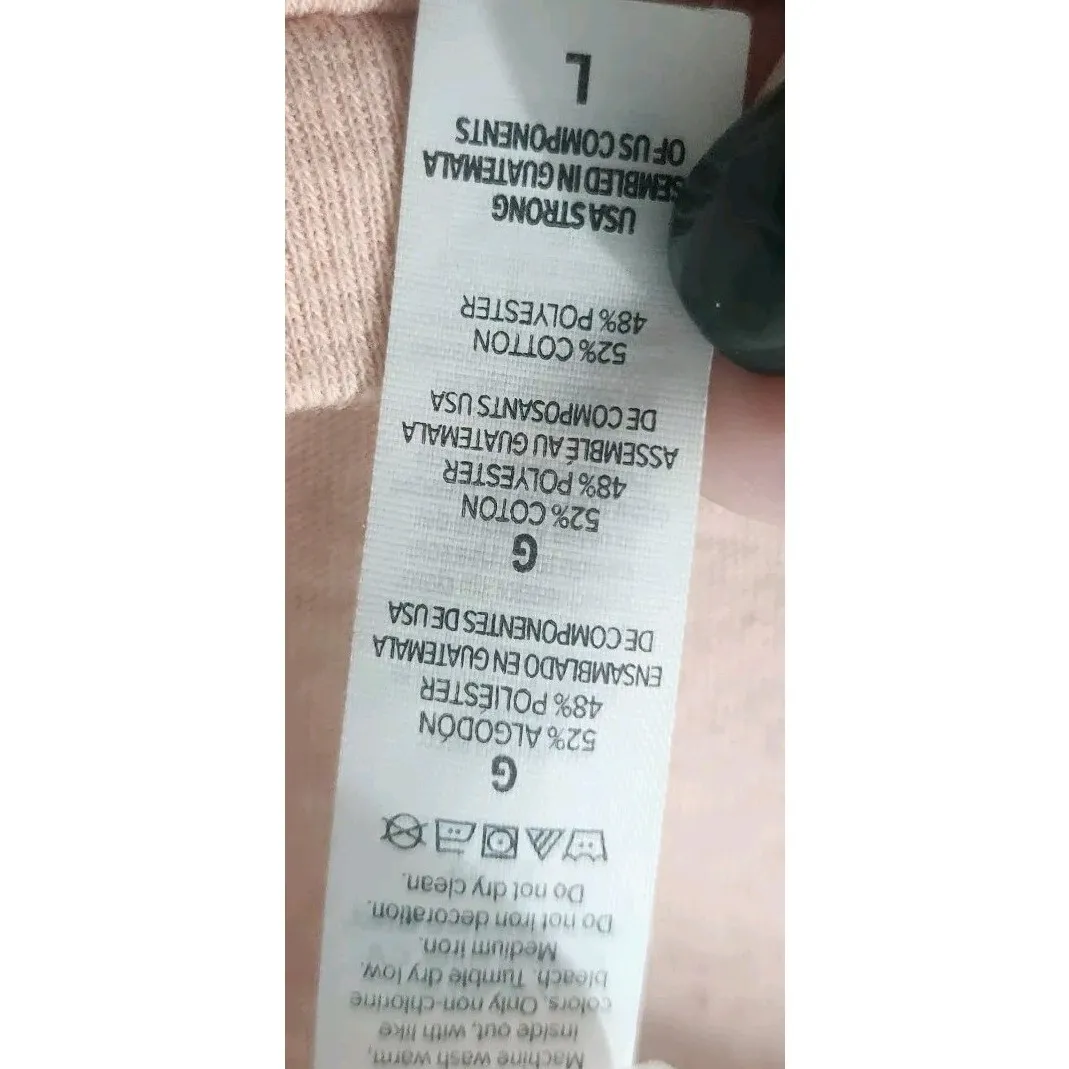 Machine wash warm,
inside out, with like
colors. Only non-chlorine
bleach. Tumble dry low.
Medium iron.
Do not iron decoration.
Do not dry clean.
G
52% ALGODÓN
48% POLIÉSTER
ENSAMBLADO EN GUATEMALA
DE COMPONENTES DE USA
G
52% COTON
48% POLYESTER
ASSEMBLÉ AU GUATEMALA
DE COMPOSANTS USA
52% COTTON
48% POLYESTER
USA STRONG
SEMBLED IN GUATEMALA
OF US COMPONENTS
L